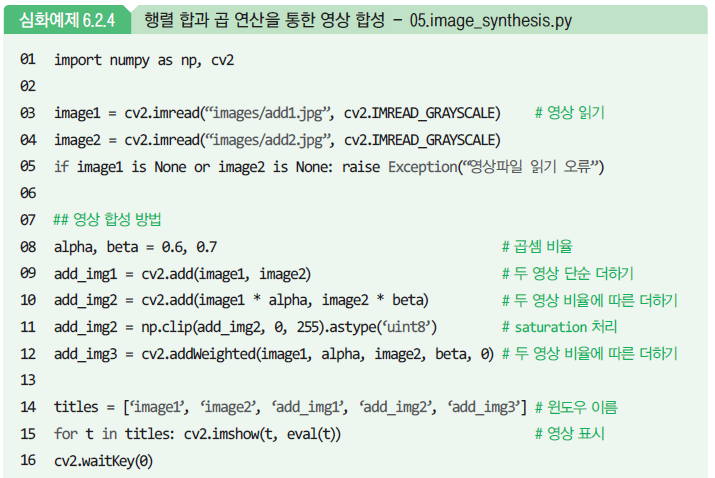 심화예제 6.2.4 행렬 합과 곱 연산을 통한 영상 합성 - 05.image_synthesis.py
01 import numpy as np, cv2
02
03 image1 = cv2.imread(“images/add1.jpg”, cv2.IMREAD_GRAYSCALE) # 영상 읽기
04 image2 = cv2.imread(“images/add2.jpg”, cv2.IMREAD_GRAYSCALE)
05 if image1 is None or image2 is None: raise Exception(“영상파일 읽기 오류”)
06
07 ## 영상 합성 방법
08 alpha, beta = 0.6, 0.7 # 곱셈 비율
09 add_img1 = cv2.add(image1, image2) # 두 영상 단순 더하기
10 add_img2 = cv2.add(image1 * alpha, image2 * beta) # 두 영상 비율에 따른 더하기
11 add_img2 = np.clip(add_img2, 0, 255).astype(‘uint8’) # saturation 처리
12 add_img3 = cv2.addWeighted(image1, alpha, image2, beta, 0) # 두 영상 비율에 따른 더하기
13
14 titles = [‘image1’, ‘image2’, ‘add_img1’, ‘add_img2’, ‘add_img3’] # 윈도우 이름
15 for t in titles: cv2.imshow(t, eval(t)) # 영상 표시
16 cv2.waitKey(0)